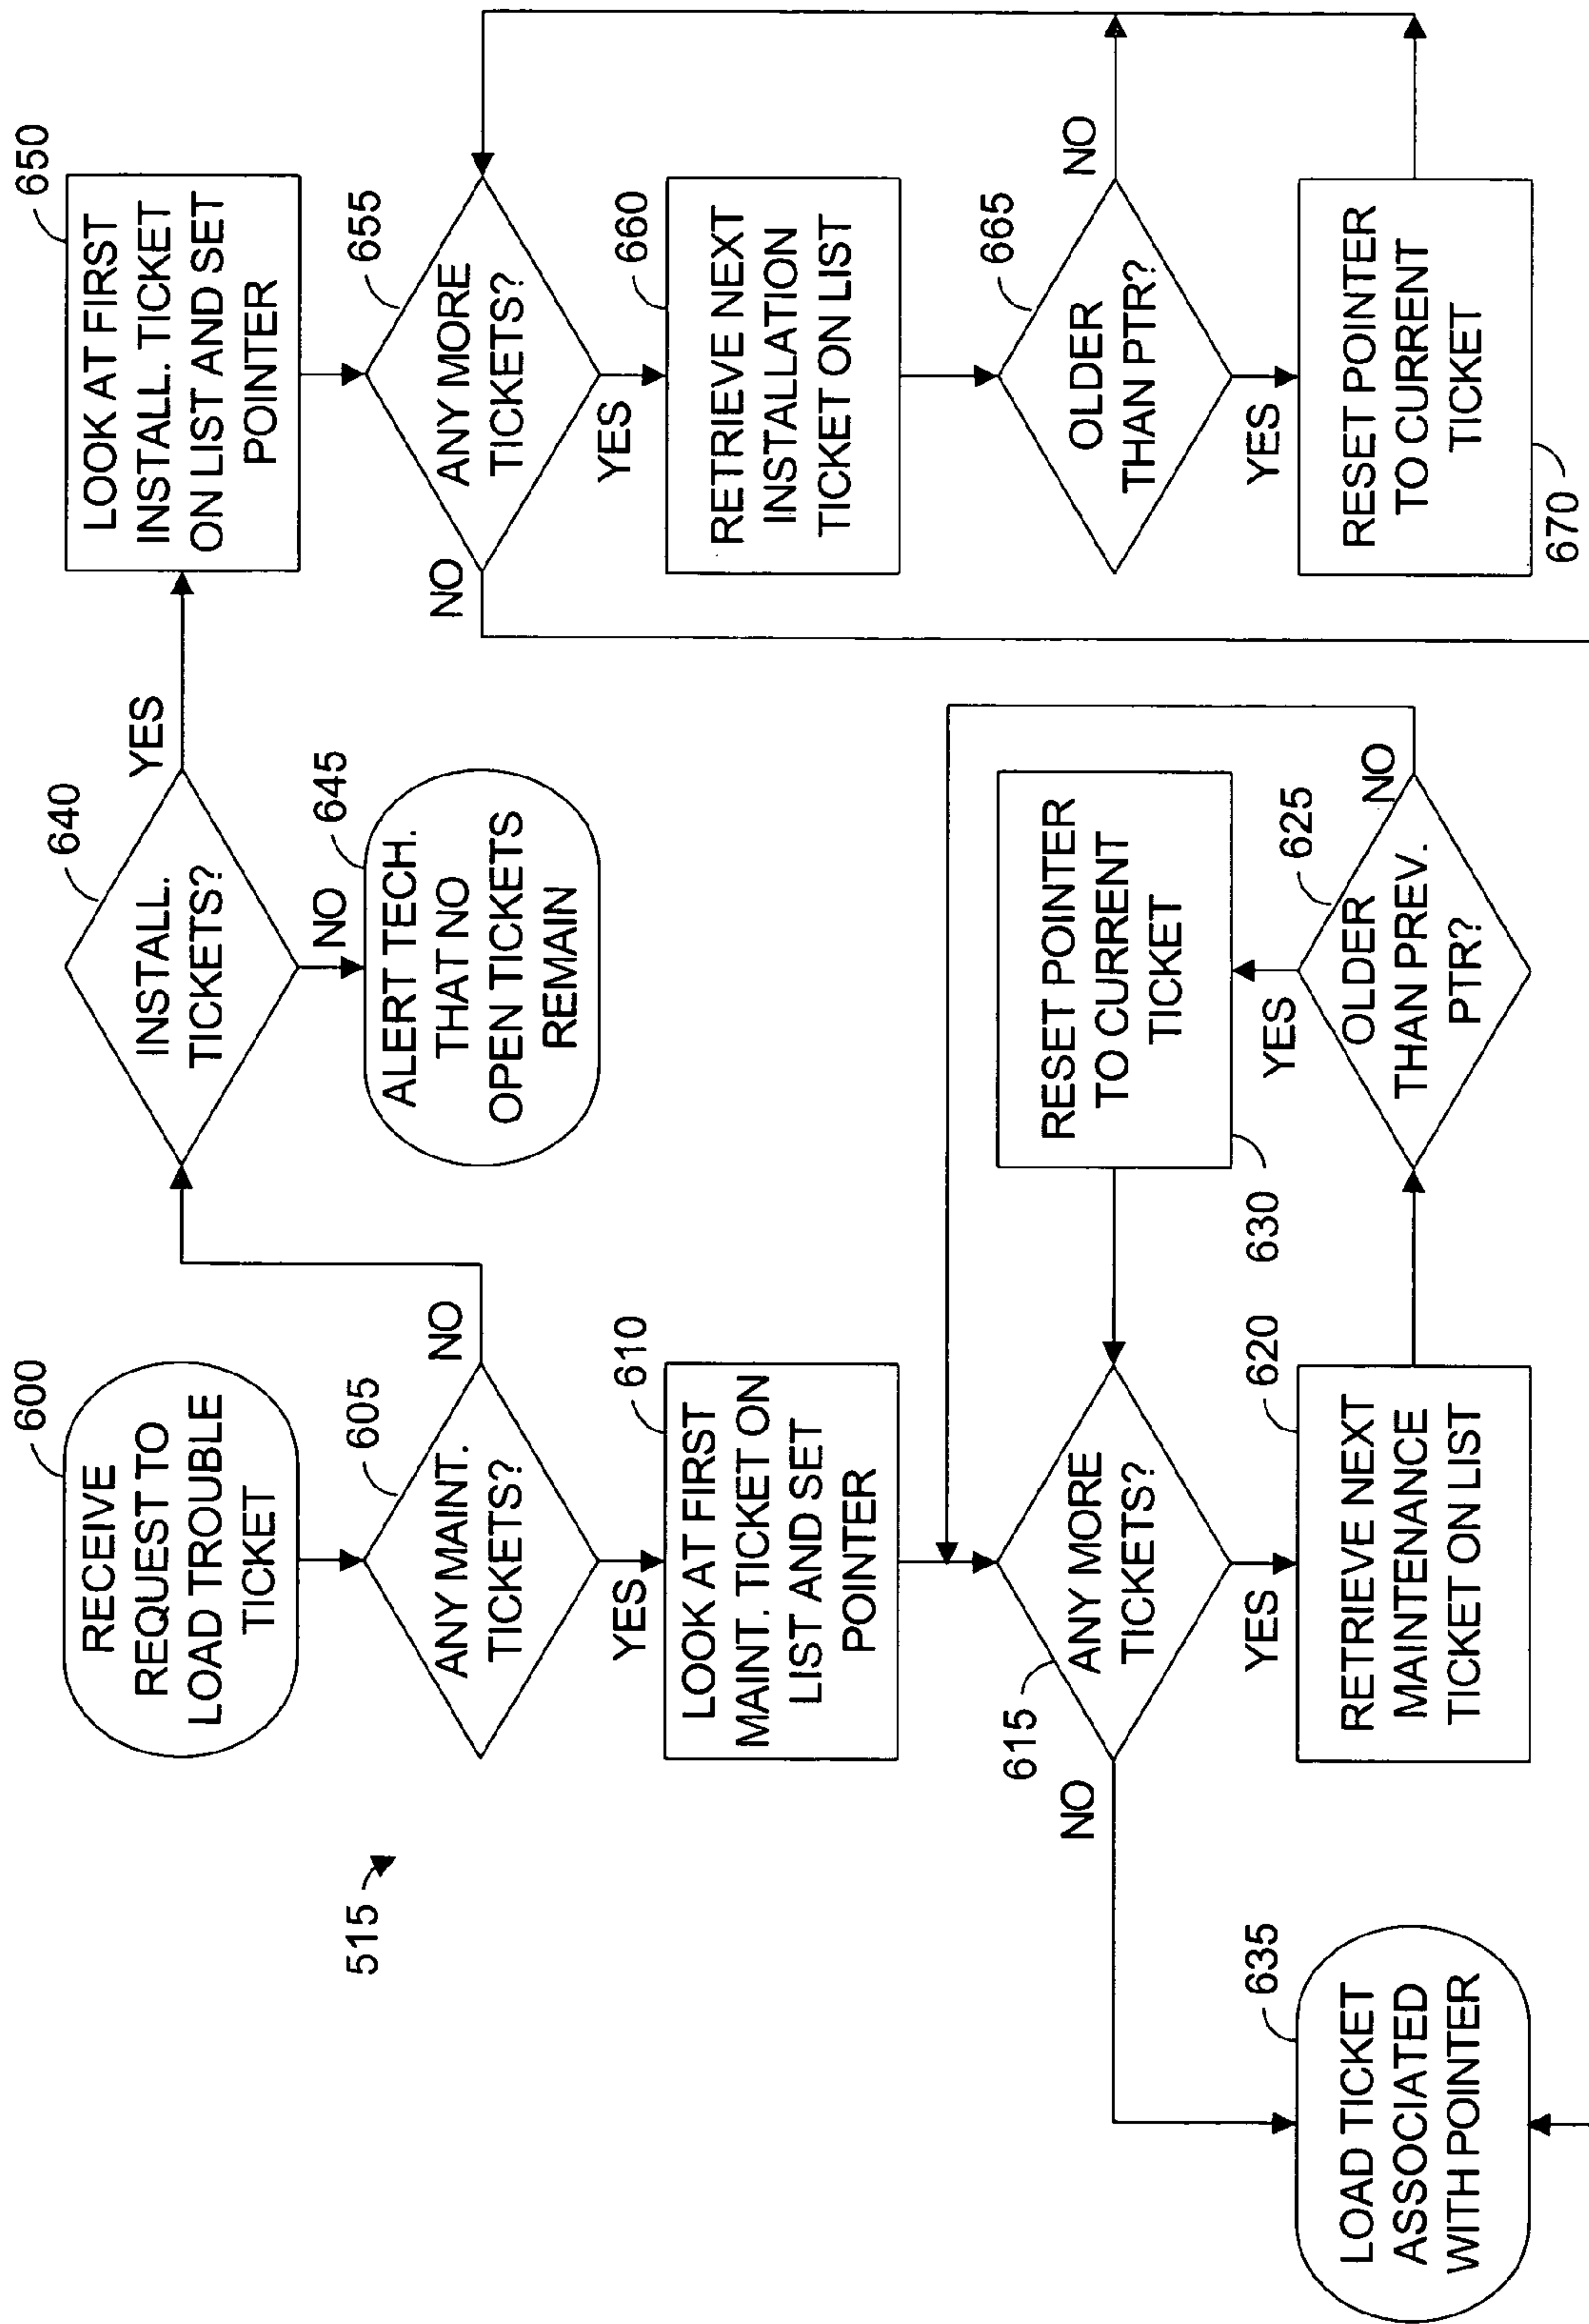 515
600
RECEIVE
REQUEST TO
LOAD TROUBLE
TICKET
605
ANY MAINT.
TICKETS?
NO
YES
610
LOOK AT FIRST
MAINT. TICKET ON
LIST AND SET
POINTER
615
ANY MORE
TICKETS?
NO
YES
620
RETRIEVE NEXT
MAINTENANCE
TICKET ON LIST
625
OLDER
THAN PREV.
PTR?
NO
YES
630
RESET POINTER
TO CURRENT
TICKET
635
LOAD TICKET
ASSOCIATED
WITH POINTER
640
INSTALL.
TICKETS?
YES
NO
645
ALERT TECH.
THAT NO
OPEN TICKETS
REMAIN
650
LOOK AT FIRST
INSTALL. TICKET
ON LIST AND SET
POINTER
655
ANY MORE
TICKETS?
NO
YES
660
RETRIEVE NEXT
INSTALLATION
TICKET ON LIST
665
OLDER
THAN PTR?
NO
YES
RESET POINTER
TO CURRENT
TICKET
670